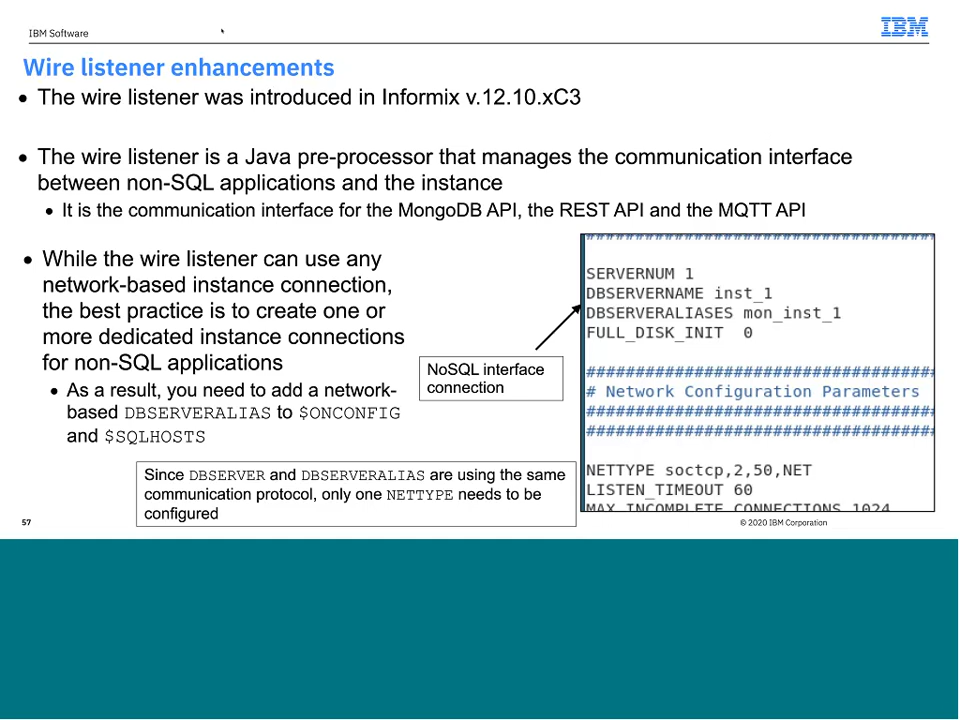 IBM Software
IBM
Wire listener enhancements
• The wire listener was introduced in Informix v.12.10.xC3
• The wire listener is a Java pre-processor that manages the communication interface
between non-SQL applications and the instance
• It is the communication interface for the MongoDB API, the REST API and the MQTT API
• While the wire listener can use any
network-based instance connection,
the best practice is to create one or
more dedicated instance connections
for non-SQL applications
• As a result, you need to add a network-
based DBSERVERALIAS to $ONCONFIG
and $SQLHOSTS
NoSQL interface
connection
####################################
SERVERNUM 1
DBSERVERNAME inst_1
DBSERVERALIASES mon_inst_1
FULL_DISK_INIT  0
####################################
# Network Configuration Parameters
####################################
####################################
NETTYPE soctcp,2,50,NET
LISTEN_TIMEOUT 60
MAX_INCOMPLETE_CONNECTIONS 1024
Since DBSERVER and DBSERVERALIAS are using the same
communication protocol, only one NETTYPE needs to be
configured
57
© 2020 IBM Corporation